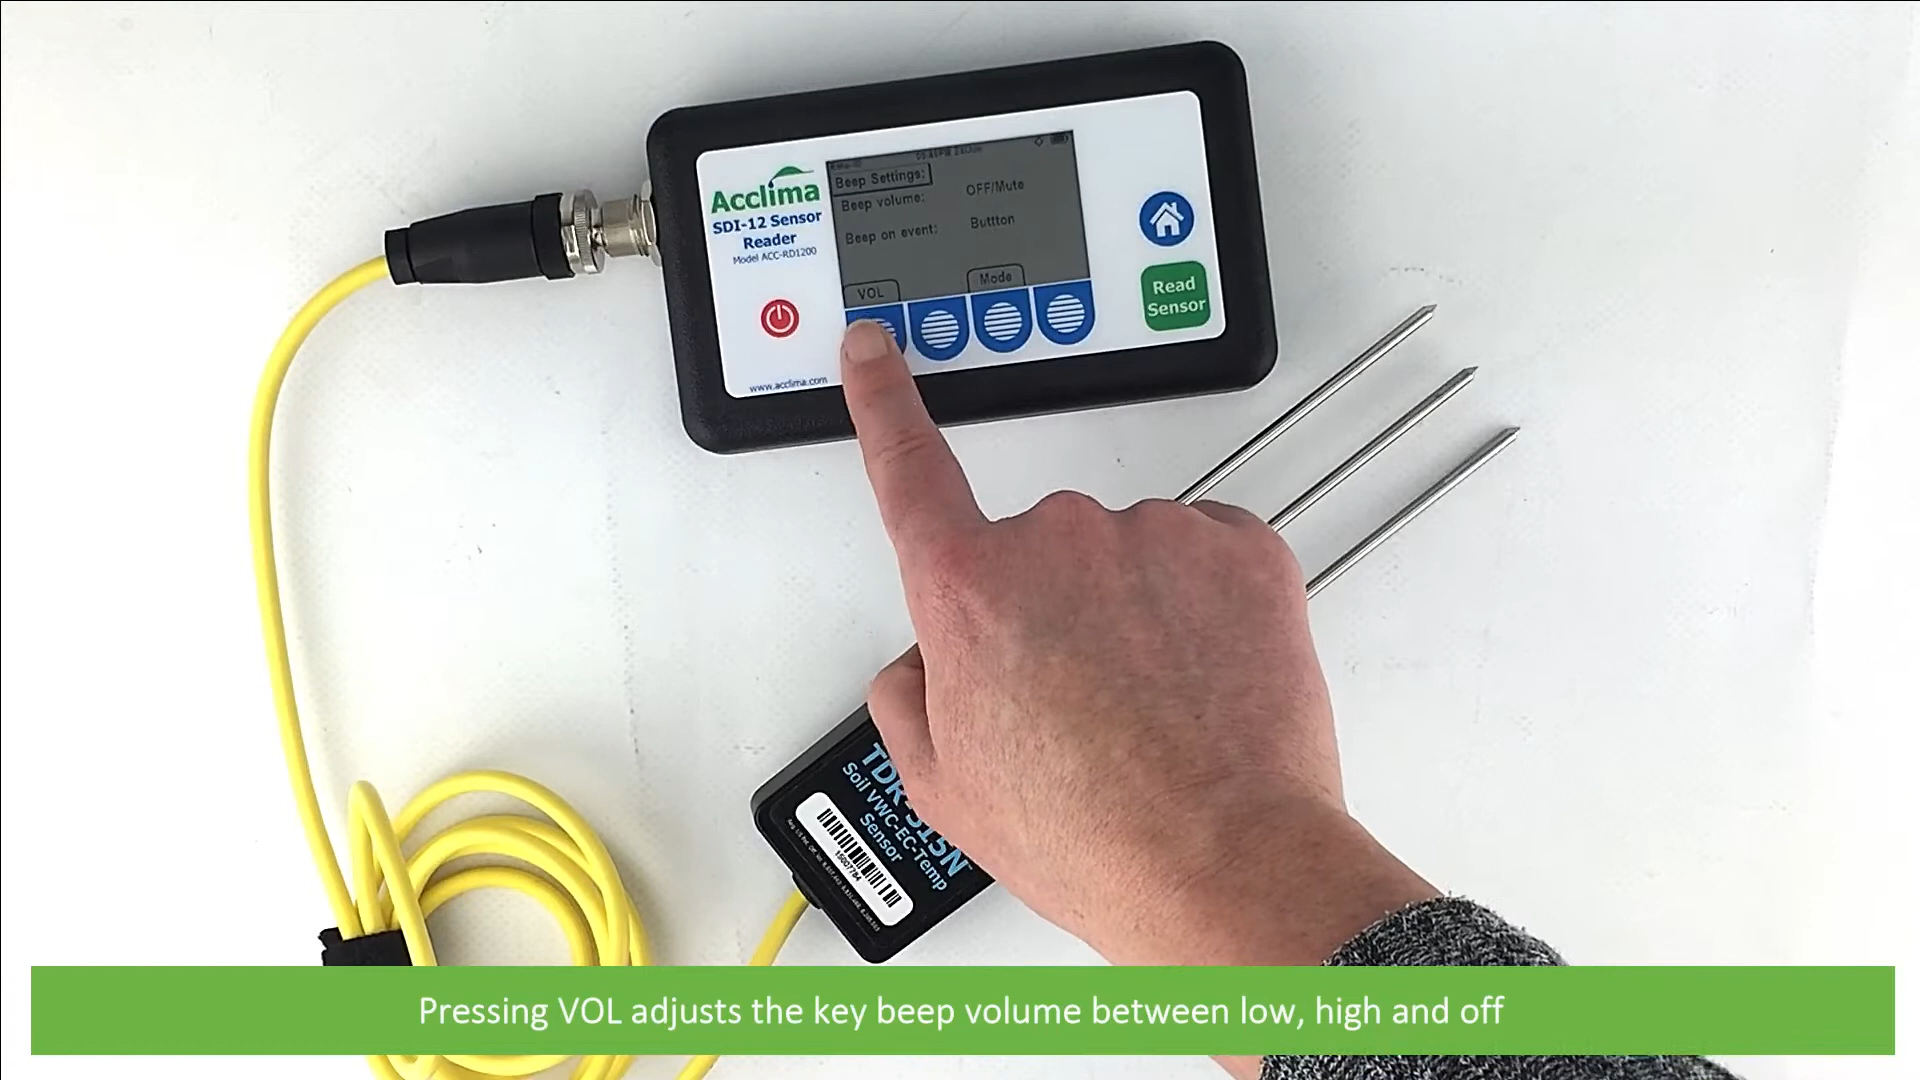 Acclima
SDI-12 Sensor
Reader
Model ACC-RD1200
www.acclima.com
Beep Settings:
Beep volume: OFF/Mute
Beep on event: Buttton
VOL Mode
Read
Sensor
Soil VWC-EC-Temp
Sensor
15007784
Pressing VOL adjusts the key beep volume between low, high and off